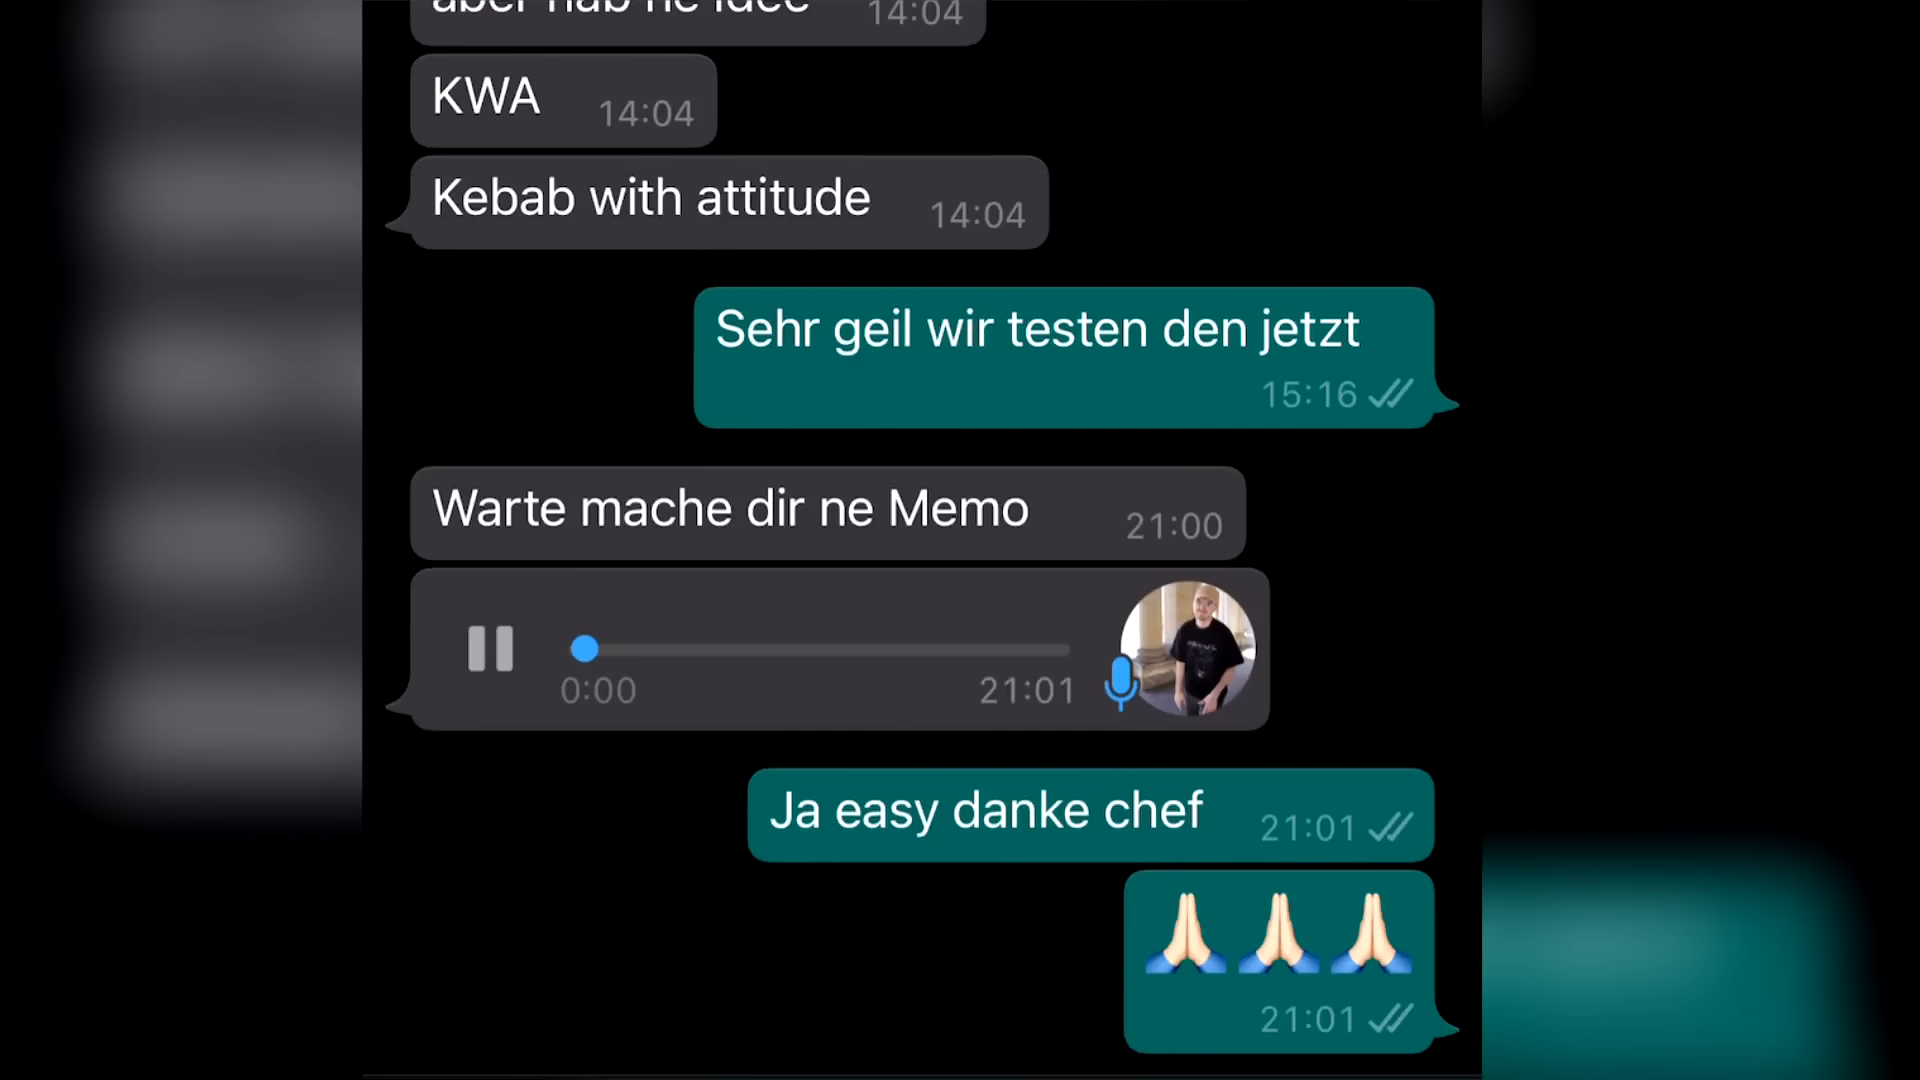 aber hab ne idee 14:04
KWA 14:04
Kebab with attitude 14:04
Sehr geil wir testen den jetzt
15:16
Warte mache dir ne Memo 21:00
0:00 21:01
Ja easy danke chef 21:01
🙏🏻🙏🏻🙏🏻
21:01